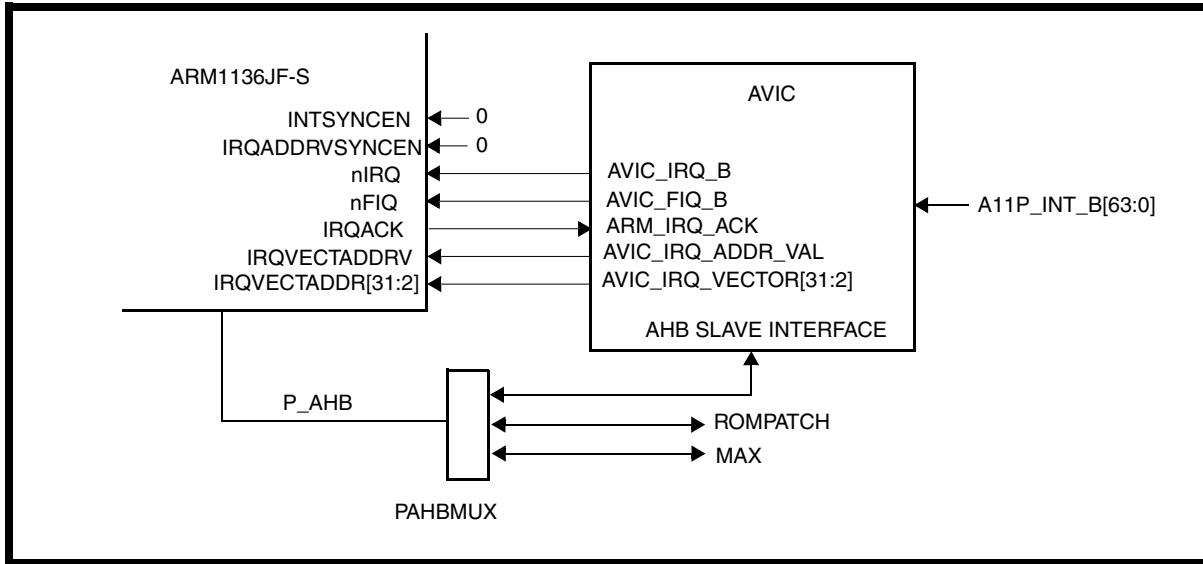 ARM1136JF-S
INTSYNCEN
0
IRQADDRVSYNCEN
0
nIRQ
nFIQ
IRQACK
IRQVECTADDRV
IRQVECTADDR[31:2]
AVIC
AVIC_IRQ_B
AVIC_FIQ_B
ARM_IRQ_ACK
AVIC_IRQ_ADDR_VAL
AVIC_IRQ_VECTOR[31:2]
AHB SLAVE INTERFACE
A11P_INT_B[63:0]
P_AHB
ROMPATCH
MAX
PAHBMUX